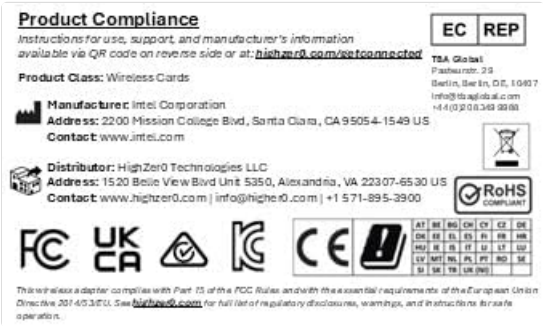 Product Compliance
Instructions for use, support, and manufacturer's information
available via QR code on reverse side or at: highzer0.com/getconnected
Product Class: Wireless Cards
Manufacturer: Intel Corporation
Address: 2200 Mission College Blvd, Santa Clara, CA 95054-1549 US
Contact: www.intel.com
Distributor: HighZer0 Technologies LLC
Address: 1520 Belle View Blvd Unit 5350, Alexandria, VA 22307-6530 US
Contact: www.highzer0.com | info@higher0.com | +1 571-895-3900
EC REP
TBA Global
Pasteurstr. 29
Berlin, Berlin, DE, 10407
info@tbaglobal.com
RoHS
COMPLIANT
FC
UK
CA
CE
AT BE BG CH CY CZ DE
DK EE EL ES FI FR HR
HU IE IS IT LI LT LU
LV MT NL PL PT RO SE
SI SK TR UK (NI)
This wireless adapter complies with Part 15 of the FCC Rules and with the essential requirements of the European Union
Directive 2014/53/EU. See highzer0.com for full list of regulatory disclosures, warnings, and instructions for safe
operation.